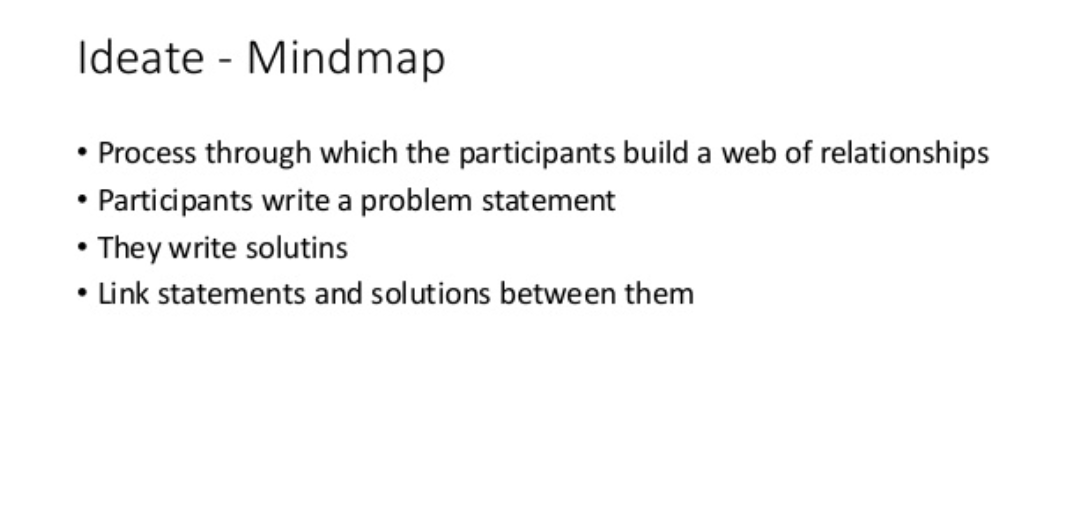 Ideate - Mindmap
• Process through which the participants build a web of relationships
• Participants write a problem statement
• They write solutins
• Link statements and solutions between them